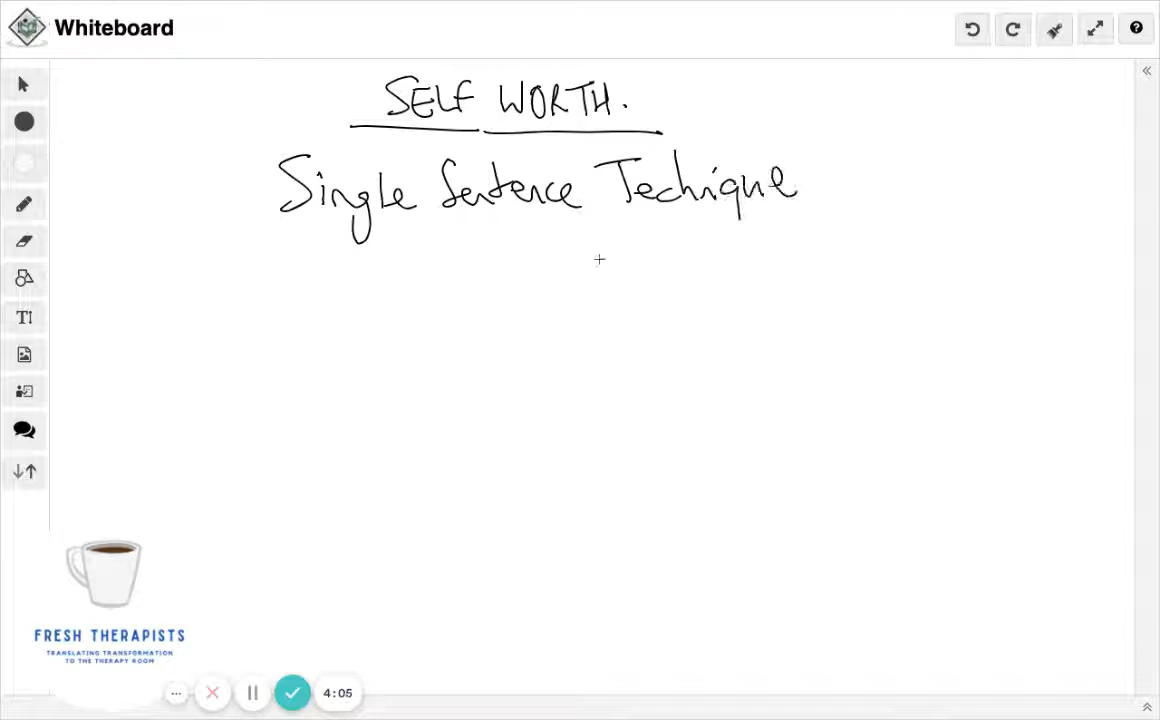 Whiteboard
SELF WORTH.
Single Sentence Technique
T
FRESH THERAPISTS
TRANSLATING TRANSFORMATION
TO THE THERAPY ROOM
4:05